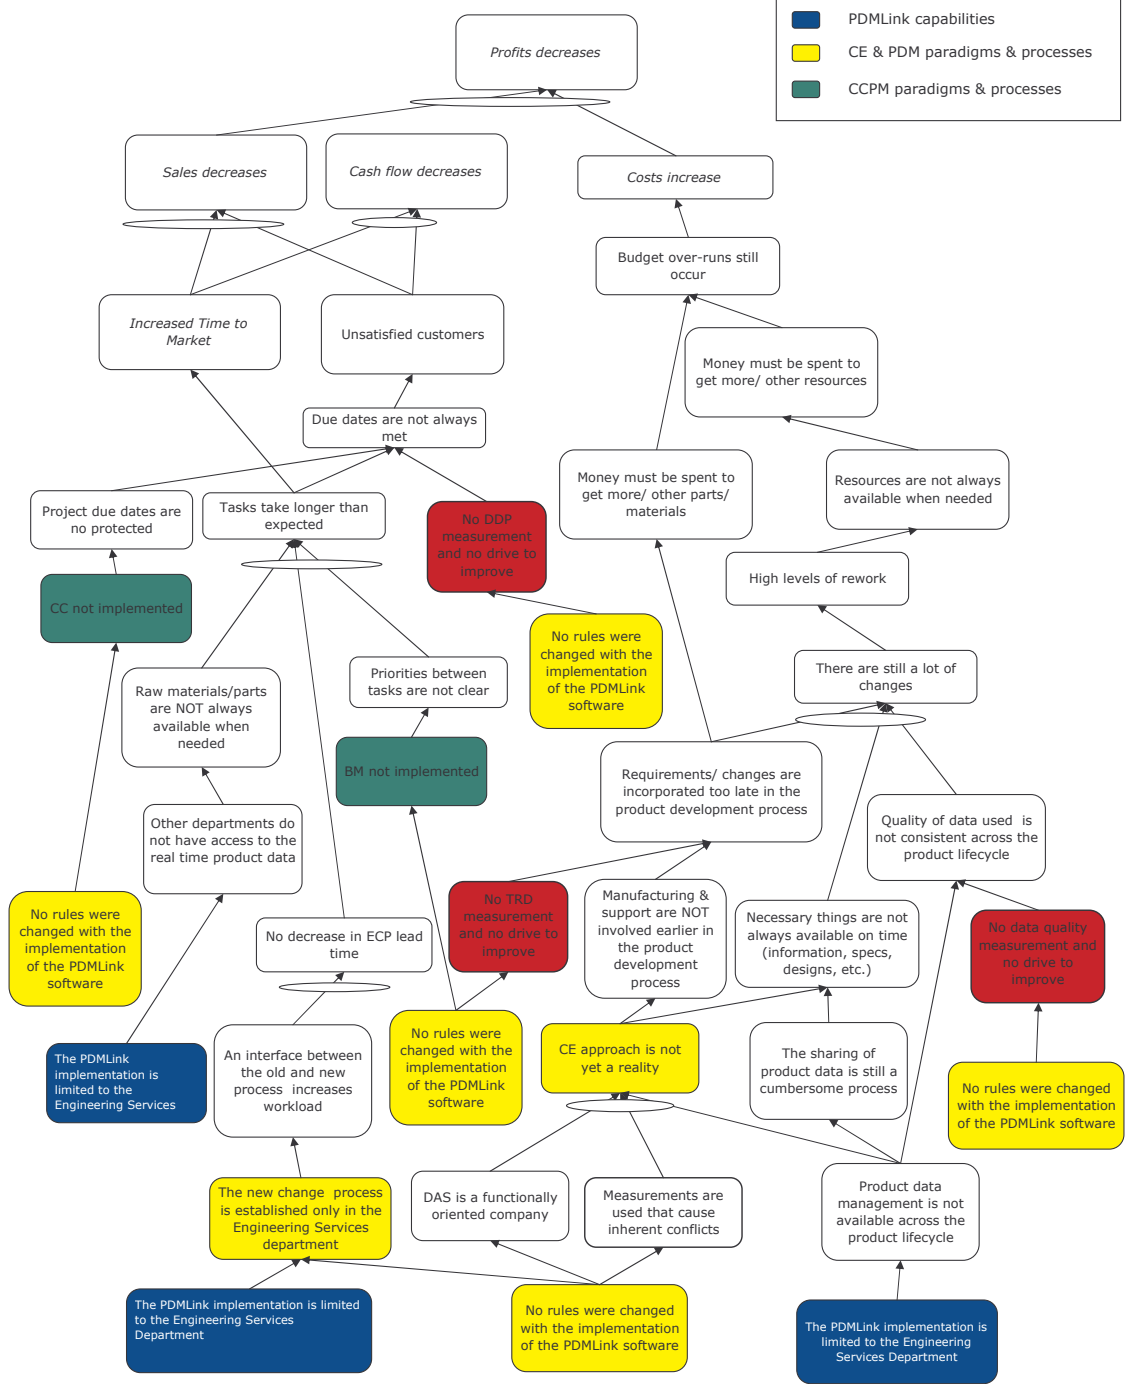 PDMLink capabilities
CE & PDM paradigms & processes
CCPM paradigms & processes
Profits decreases
Sales decreases
Cash flow decreases
Costs increase
Budget over-runs still
occur
Increased Time to
Market
Unsatisfied customers
Money must be spent to
get more/ other resources
Due dates are not always
met
Money must be spent to
get more/ other parts/
materials
Resources are not always
available when needed
Project due dates are
no protected
Tasks take longer than
expected
No DDP
measurement
and no drive to
improve
High levels of rework
CC not implemented
No rules were
changed with the
implementation
of the PDMLink
software
There are still a lot of
changes
Priorities between
tasks are not clear
Raw materials/parts
are NOT always
available when
needed
BM not implemented
Requirements/ changes are
incorporated too late in the
product development process
Other departments do
not have access to the
real time product data
Quality of data used  is
not consistent across the
product lifecycle
No rules were
changed with the
implementation
of the PDMLink
software
No decrease in ECP lead
time
No TRD
measurement
and no drive to
improve
Manufacturing &
support are NOT
involved earlier in
the product
development
process
Necessary things are not
always available on time
(information, specs,
designs, etc.)
No data quality
measurement and
no drive to
improve
The PDMLink
implementation is
limited to the
Engineering Services
An interface between
the old and new
process  increases
workload
No rules were
changed with the
implementation
of the PDMLink
software
CE approach is not
yet a reality
The sharing of
product data is still a
cumbersome process
No rules were changed
with the implementation
of the PDMLink software
The new change  process
is established only in the
Engineering Services
department
DAS is a functionally
oriented company
Measurements are
used that cause
inherent conflicts
Product data
management is not
available across the
product lifecycle
The PDMLink implementation is limited
to the Engineering Services
Department
No rules were changed
with the implementation
of the PDMLink software
The PDMLink implementation is
limited to the Engineering
Services Department